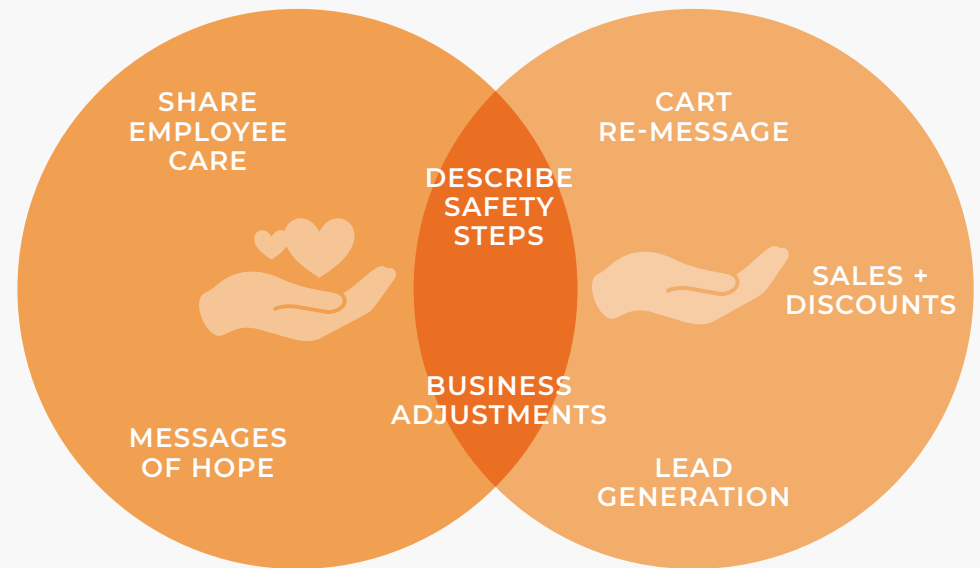 SHARE
EMPLOYEE
CARE
MESSAGES
OF HOPE
DESCRIBE
SAFETY
STEPS
BUSINESS
ADJUSTMENTS
CART
RE-MESSAGE
SALES +
DISCOUNTS
LEAD
GENERATION